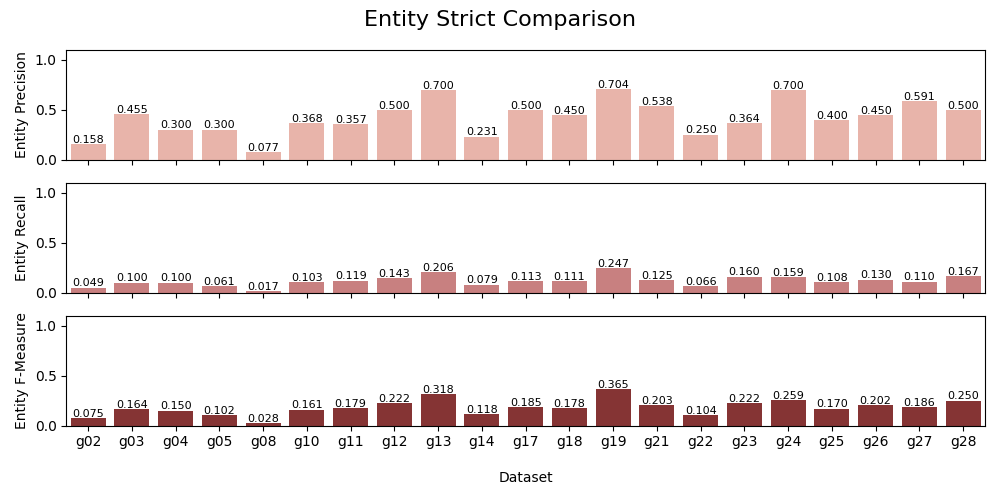 Entity Strict Comparison
Entity Precision
1.0
0.5
0.0
0.158 0.455 0.300 0.300 0.077 0.368 0.357 0.500 0.700 0.231 0.500 0.450 0.704 0.538 0.250 0.364 0.700 0.400 0.450 0.591 0.500
Entity Recall
1.0
0.5
0.0
0.049 0.100 0.100 0.061 0.017 0.103 0.119 0.143 0.206 0.079 0.113 0.111 0.247 0.125 0.066 0.160 0.159 0.108 0.130 0.110 0.167
Entity F-Measure
1.0
0.5
0.0
0.075 0.164 0.150 0.102 0.028 0.161 0.179 0.222 0.318 0.118 0.185 0.178 0.365 0.203 0.104 0.222 0.259 0.170 0.202 0.186 0.250
g02 g03 g04 g05 g08 g10 g11 g12 g13 g14 g17 g18 g19 g21 g22 g23 g24 g25 g26 g27 g28
Dataset